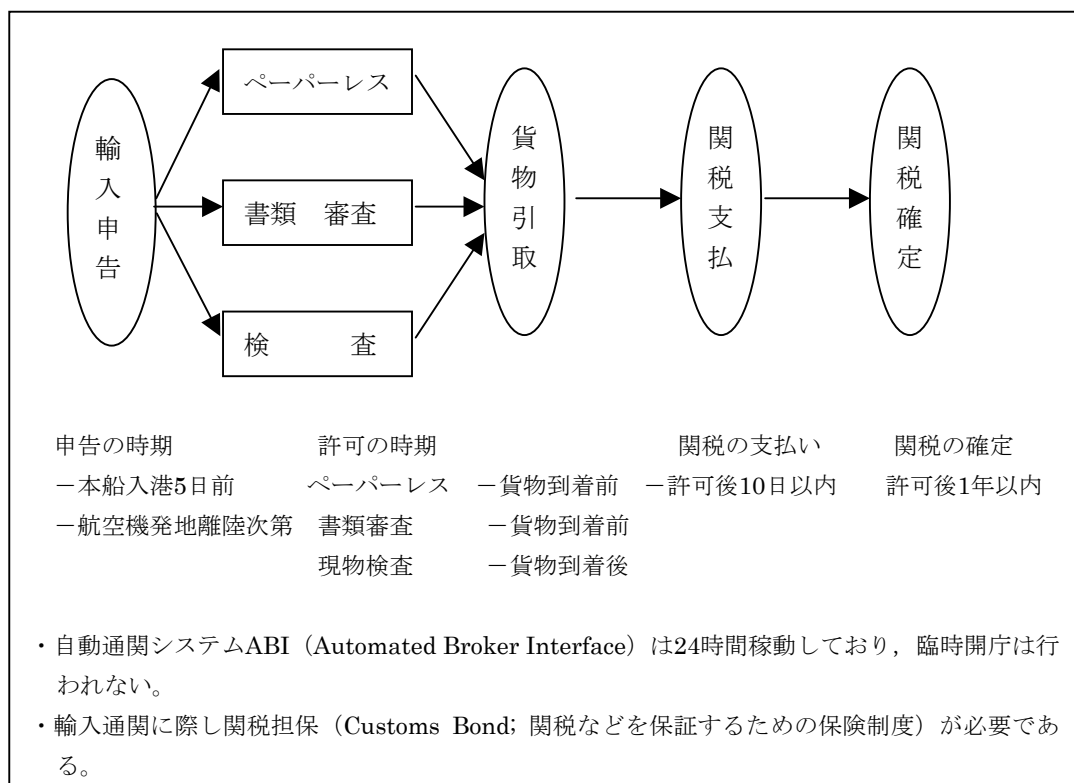 輸入申告
ペーパーレス
書類　審査
検　　　査
貨物引取
関税支払
関税確定
申告の時期　許可の時期　関税の支払い　関税の確定
－本船入港5日前　ペーパーレス　－貨物到着前　－許可後10日以内　許可後1年以内
－航空機発地離陸次第　書類審査　－貨物到着前
現物検査　－貨物到着後
・自動通関システムABI（Automated Broker Interface）は24時間稼動しており，臨時開庁は行
われない。
・輸入通関に際し関税担保（Customs Bond; 関税などを保証するための保険制度）が必要であ
る。